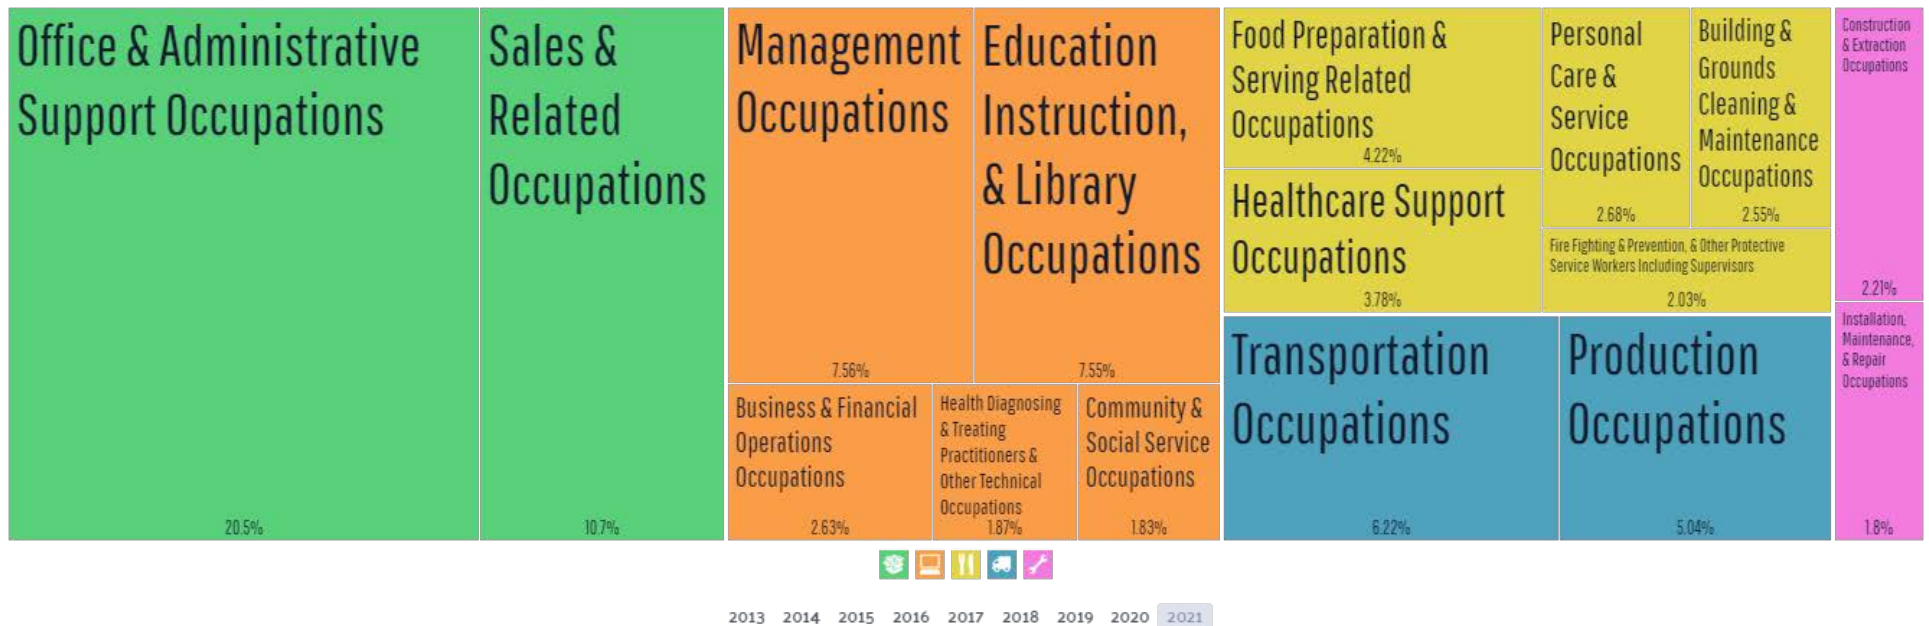 Office & Administrative
Support Occupations
20.5%
Sales &
Related
Occupations
10.7%
Management
Occupations
7.56%
Education
Instruction,
& Library
Occupations
7.55%
Business & Financial
Operations
Occupations
2.63%
Health Diagnosing
& Treating
Practitioners &
Other Technical
Occupations
1.87%
Community &
Social Service
Occupations
1.83%
Food Preparation &
Serving Related
Occupations
4.22%
Healthcare Support
Occupations
3.78%
Personal
Care &
Service
Occupations
2.68%
Building &
Grounds
Cleaning &
Maintenance
Occupations
2.55%
Fire Fighting & Prevention, & Other Protective
Service Workers Including Supervisors
2.03%
Transportation
Occupations
6.22%
Production
Occupations
5.04%
Construction
& Extraction
Occupations
2.21%
Installation,
Maintenance,
& Repair
Occupations
1.8%
2013 2014 2015 2016 2017 2018 2019 2020 2021